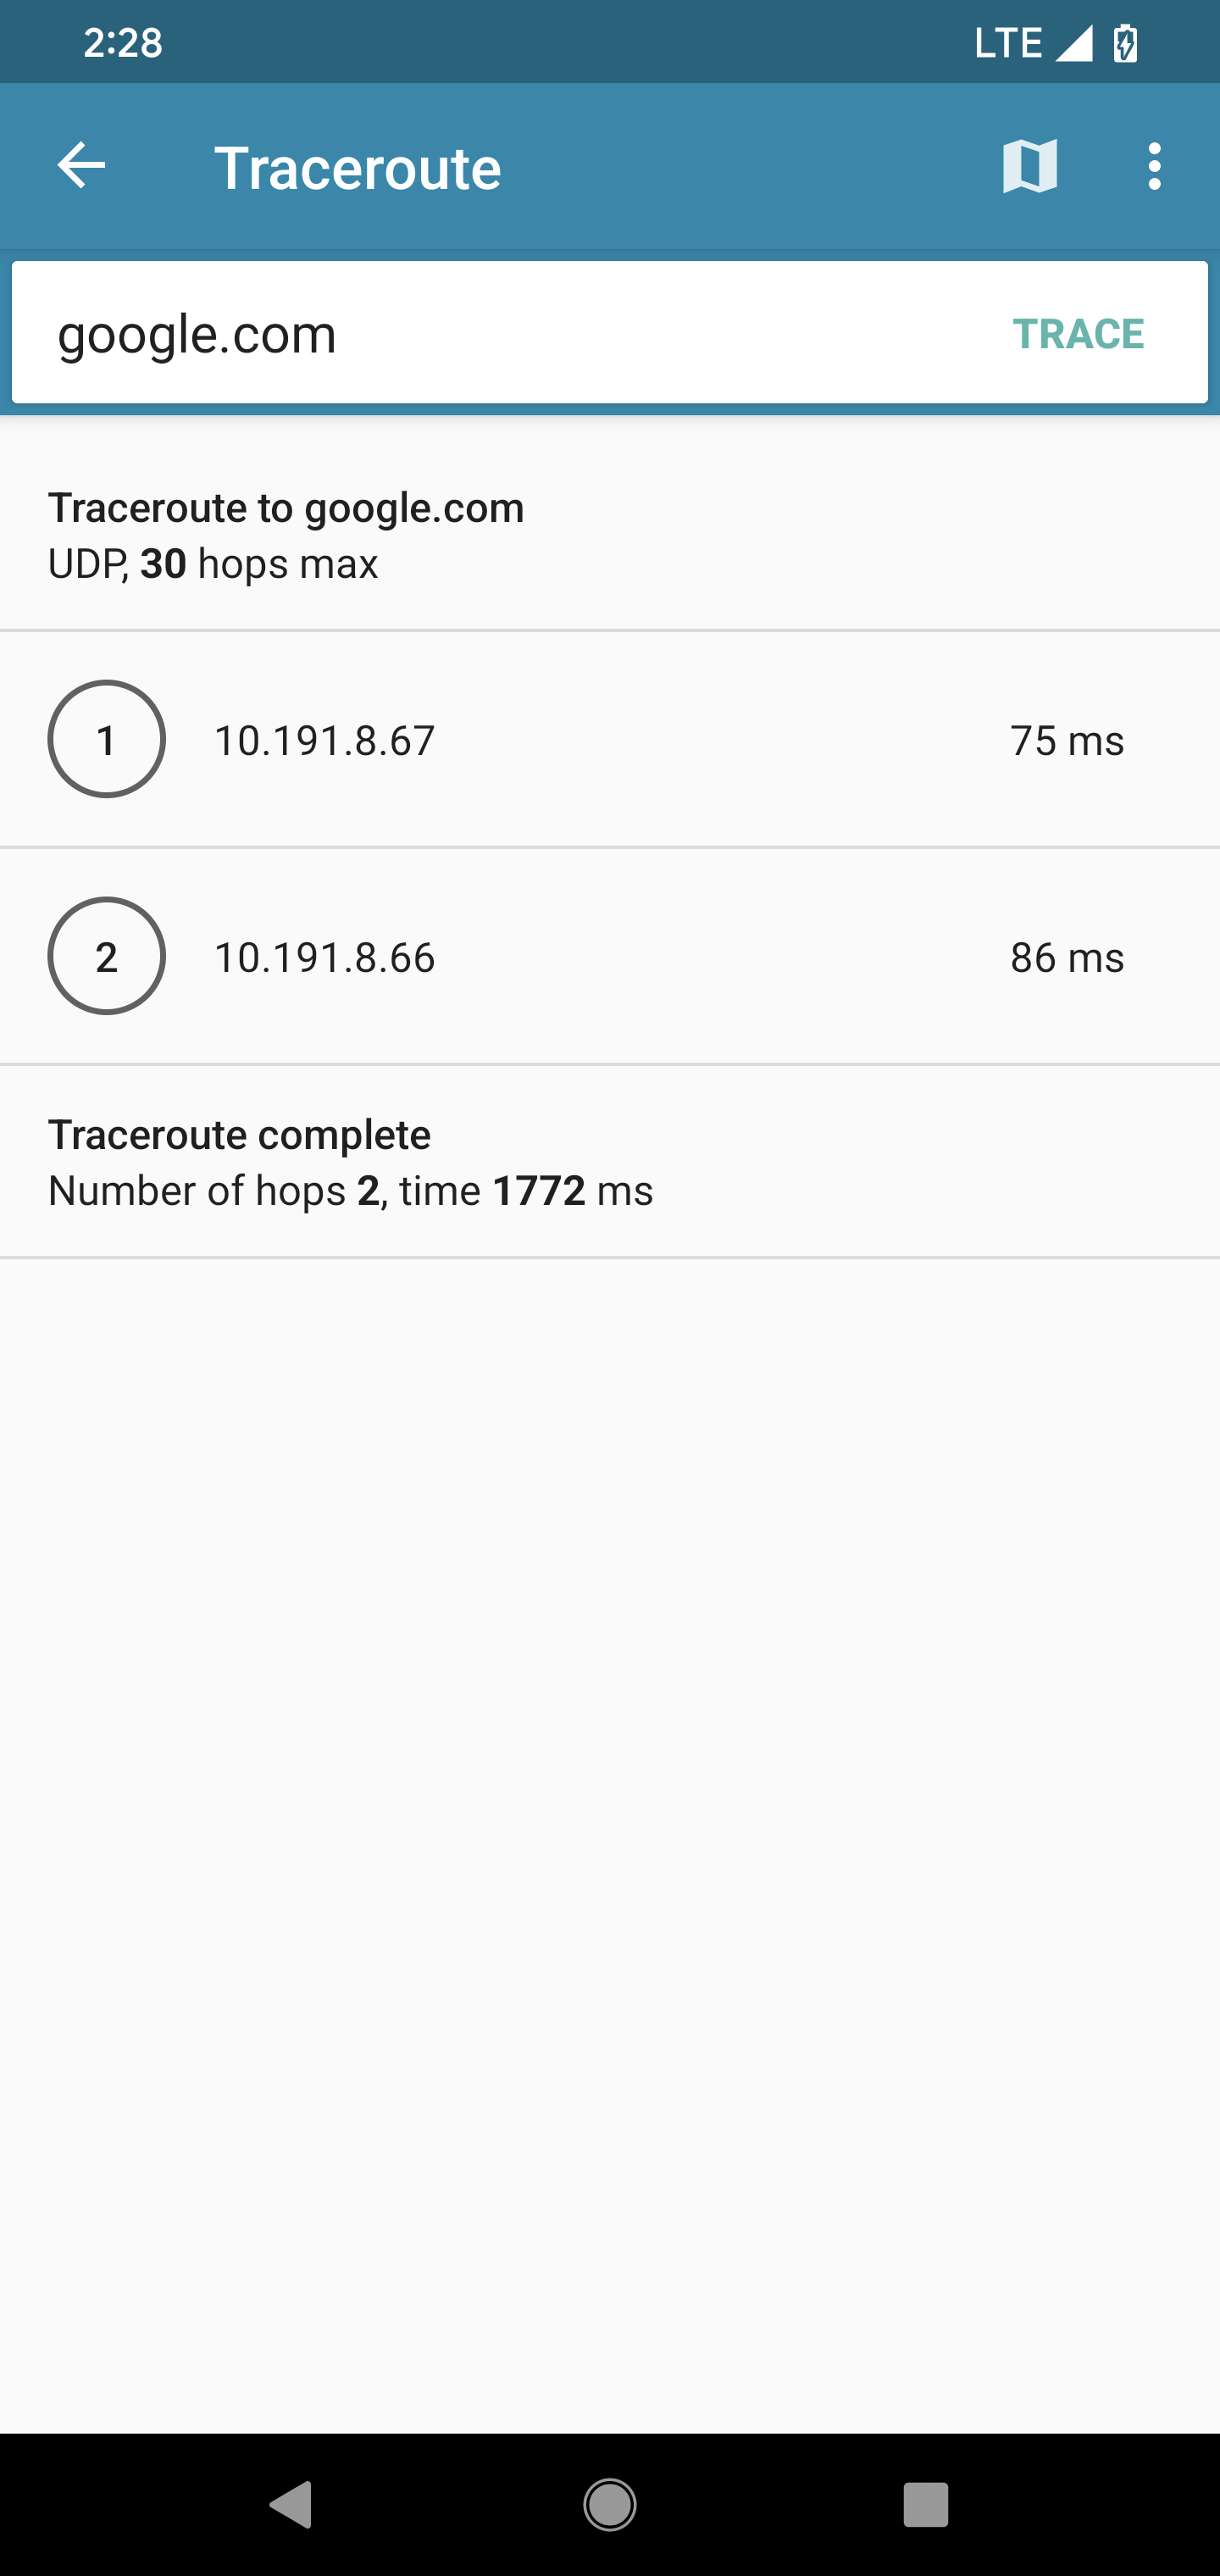 2:28 LTE
Traceroute
google.com TRACE
Traceroute to google.com
UDP, 30 hops max
1 10.191.8.67 75 ms
2 10.191.8.66 86 ms
Traceroute complete
Number of hops 2, time 1772 ms